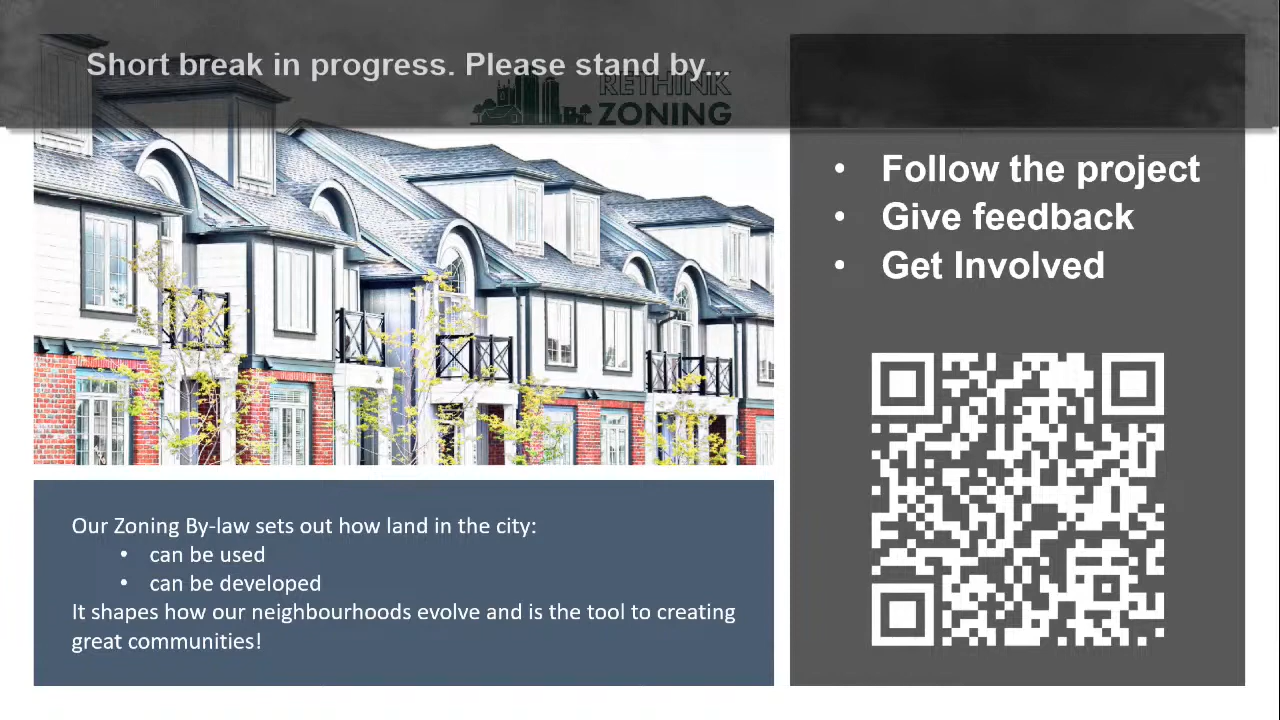 Short break in progress. Please stand by...
RETHINK
ZONING
• Follow the project
• Give feedback
• Get Involved
Our Zoning By-law sets out how land in the city:
• can be used
• can be developed
It shapes how our neighbourhoods evolve and is the tool to creating
great communities!